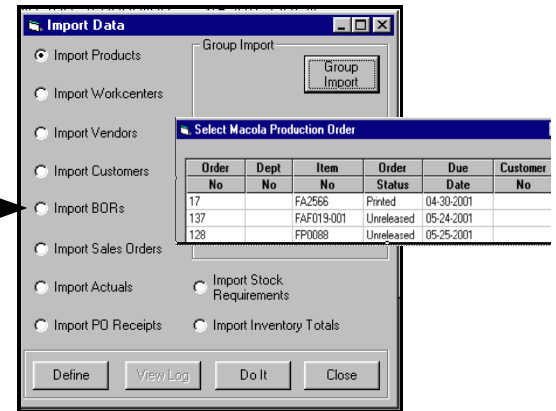 Import Data
Group Import
Import Products
Group
Import
Import Workcenters
Import Vendors
Select Macola Production Order
Import Customers
Order Dept Item Order Due Customer
No No No Status Date No
17 FA2566 Printed 04-30-2001
137 FAF019-001 Unreleased 05-24-2001
128 FP0088 Unreleased 05-25-2001
Import BORs
Import Sales Orders
Import Actuals
Import Stock
Requirements
Import PO Receipts
Import Inventory Totals
Define View Log Do It Close